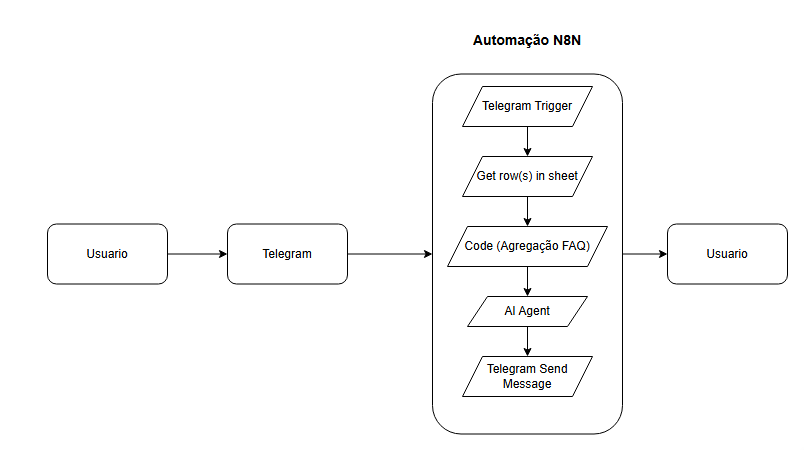 Automação N8N
Telegram Trigger
Get row(s) in sheet
Usuario
Telegram
Code (Agregação FAQ)
Usuario
AI Agent
Telegram Send
Message